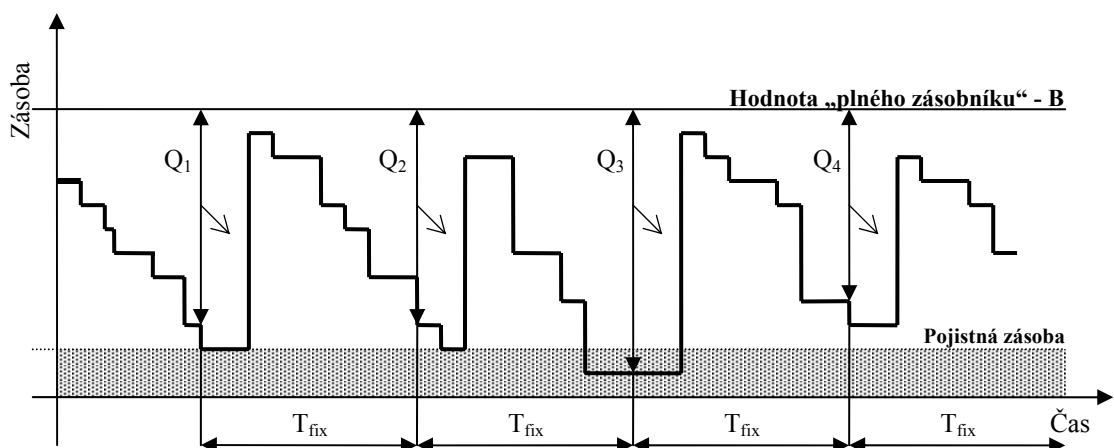 Zásoba
Hodnota „plného zásobníku“ - B
Q1
Q2
Q3
Q4
Pojistná zásoba
Tfix
Tfix
Tfix
Tfix
Čas